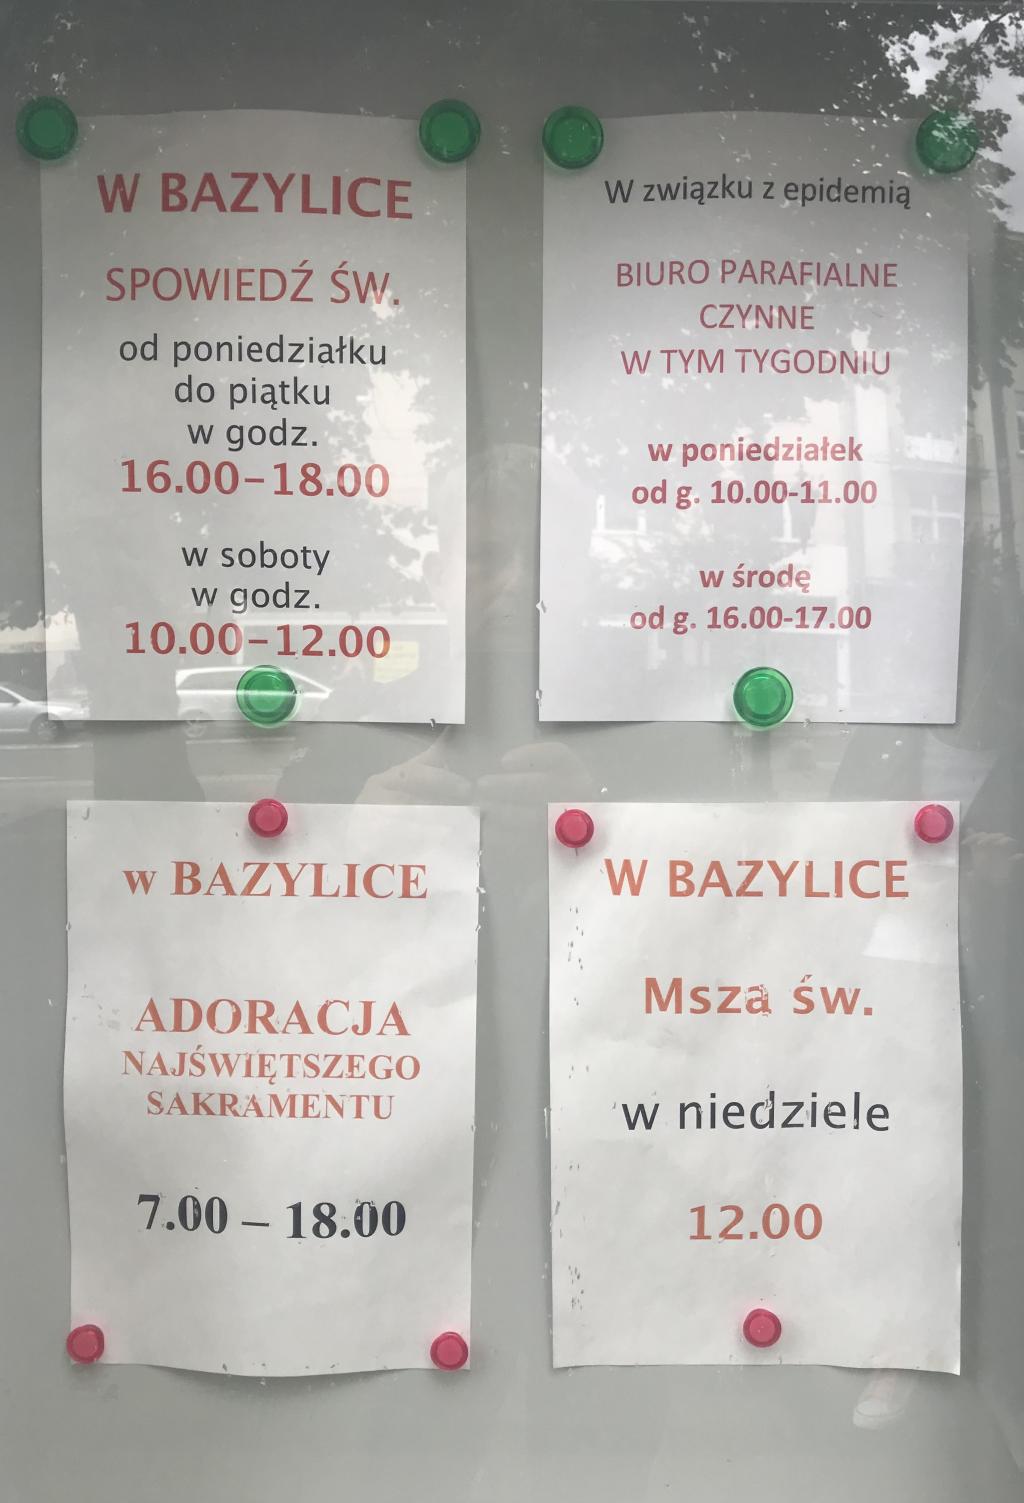 W BAZYLICE
SPOWIEDŹ ŚW.
od poniedziałku
do piątku
w godz.
16.00–18.00
w soboty
w godz.
10.00–12.00
W związku z epidemią
BIURO PARAFIALNE
CZYNNE
W TYM TYGODNIU
w poniedziałek
od g. 10.00-11.00
w środę
od g. 16.00-17.00
w BAZYLICE
ADORACJA
NAJŚWIĘTSZEGO
SAKRAMENTU
7.00 – 18.00
W BAZYLICE
Msza św.
w niedziele
12.00